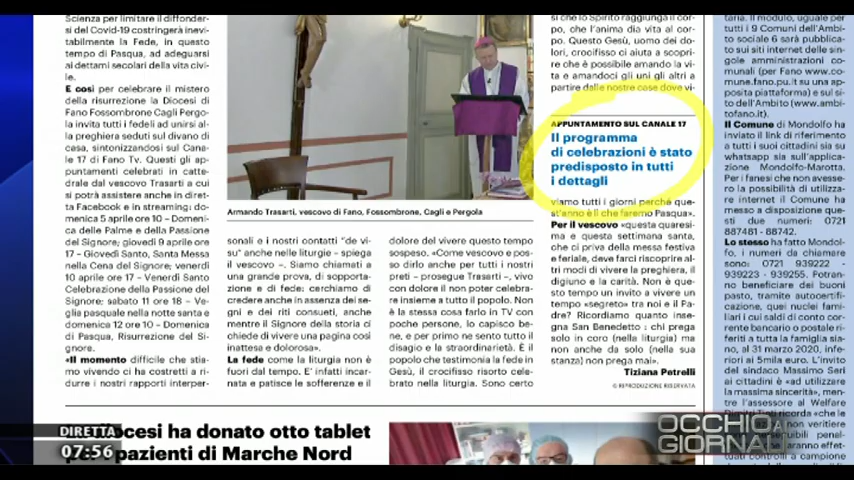 Scienza per limitare il diffonder-
si del Covid-19 costringerà inevi-
tabilmente la Fede, in questo
tempo di Pasqua, ad adeguarsi
ai dettami secolari della vita civi-
le.
E così per celebrare il mistero
della risurrezione la Diocesi di
Fano Fossombrone Cagli Pergo-
la invita tutti i fedeli ad unirsi al-
la preghiera seduti sul divano di
casa, sintonizzandosi sul Cana-
le 17 di Fano Tv. Questi gli ap-
puntamenti celebrati in catte-
drale dal vescovo Trasarti a cui
si potrà assistere anche in diret-
ta Facebook e in streaming: do-
menica 5 aprile ore 10 – Domeni-
ca delle Palme e della Passione
del Signore; giovedì 9 aprile ore
17 – Giovedì Santo, Santa Messa
nella Cena del Signore; venerdì
10 aprile ore 17 – Venerdì Santo
Celebrazione della Passione del
Signore; sabato 11 ore 18 – Ve-
glia pasquale nella notte santa e
domenica 12 ore 10 – Domenica
di Pasqua, Risurrezione del Si-
gnore.
«Il momento difficile che stia-
mo vivendo ci ha costretti a ri-
durre i nostri rapporti interper-
Armando Trasarti, vescovo di Fano, Fossombrone, Cagli e Pergola
sonali e i nostri contatti "de vi-
su" anche nelle liturgie – spiega
il vescovo –. Siamo chiamati a
una grande prova, di sopporta-
zione e di fede: cerchiamo di
credere anche in assenza dei se-
gni e dei riti consueti, anche
mentre il Signore della storia ci
chiede di vivere una pagina così
inattesa e dolorosa».
La fede come la liturgia non è
fuori dal tempo. E' infatti incar-
nata e patisce le sofferenze e il
dolore del vivere questo tempo
sospeso. «Come vescovo e pos-
so dirlo anche per tutti i nostri
preti – prosegue Trasarti –, vivo
con dolore il non poter celebra-
re insieme a tutto il popolo. Non
è la stessa cosa farlo in TV con
poche persone, lo capisco be-
ne, e per primo ne sento tutto il
disagio e la straordinarietà. È il
popolo che testimonia la fede in
Gesù, il crocifisso risorto cele-
brato nella liturgia. Sono certo
si che lo Spirito raggiunga il cor-
po, che l'anima dia vita al cor-
po. Questo Gesù, uomo dei do-
lori, crocifisso ci aiuta a scopri-
re che è possibile amando la vi-
ta e amandoci gli uni gli altri a
partire dalle nostre case dove vi-
APPUNTAMENTO SUL CANALE 17
Il programma
di celebrazioni è stato
predisposto in tutti
i dettagli
viamo tutti i giorni perché que-
st'anno è lì che faremo Pasqua».
Per il vescovo «questa quaresi-
ma e questa settimana santa,
che ci priva della messa festiva
e feriale, deve farci riscoprire al-
tri modi di vivere la preghiera, il
digiuno e la carità. Non è que-
sto tempo un invito a vivere un
tempo «segreto» tra noi e il Pa-
dre? Ricordiamo quanto inse-
gna San Benedetto : chi prega
solo in coro (nella liturgia) ma
non anche da solo (nella sua
stanza) non prega mai».
Tiziana Petrelli
© RIPRODUZIONE RISERVATA
taria. Il modulo, uguale per
tutti i 9 Comuni dell'Ambi-
to sociale 6 sarà pubblica-
to sui siti internet delle sin-
gole amministrazioni co-
munali (per Fano www.co-
mune.fano.pu.it su una ap-
posita piattaforma) e sul si-
to dell'Ambito (www.ambi-
tofano.it).
Il Comune di Mondolfo ha
inviato il link di riferimento
a tutti i suoi cittadini sia su
whatsapp sia sull'applica-
zione Mondolfo-Marotta.
Per i fanesi che non avesse-
ro la possibilità di utilizza-
re internet il Comune ha
messo a disposizione que-
sti due numeri: 0721
887481 - 88742.
Lo stesso ha fatto Mondol-
fo, i numeri da chiamare
sono: 0721 939222 -
939223 - 939255. Potran-
no beneficiare dei buoni
pasto, tramite autocertifi-
cazione, quei nuclei fami-
liari i cui saldi di conto cor-
rente bancario o postale ri-
feriti a tutta la famiglia sia-
no, al 31 marzo 2020, infe-
riori ai 5mila euro. L'invito
del sindaco Massimo Seri
ai cittadini è «ad utilizzare
la massima sincerità», men-
tre l'assessore al Welfare
ricorda «che le
veritiere
penal-
tuati controlli a campione
ocesi ha donato otto tablet
pazienti di Marche Nord
DIRETTA
07:56
OCCHIO A
GIORNALI